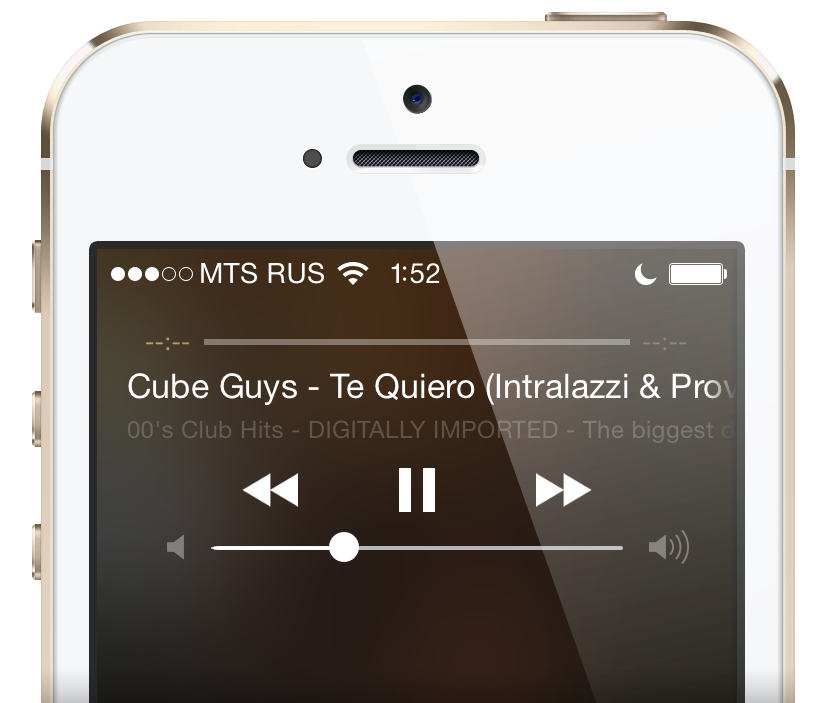 MTS RUS 1:52
--:-- --:--
Cube Guys - Te Quiero (Intralazzi & Prov
00's Club Hits - DIGITALLY IMPORTED - The biggest